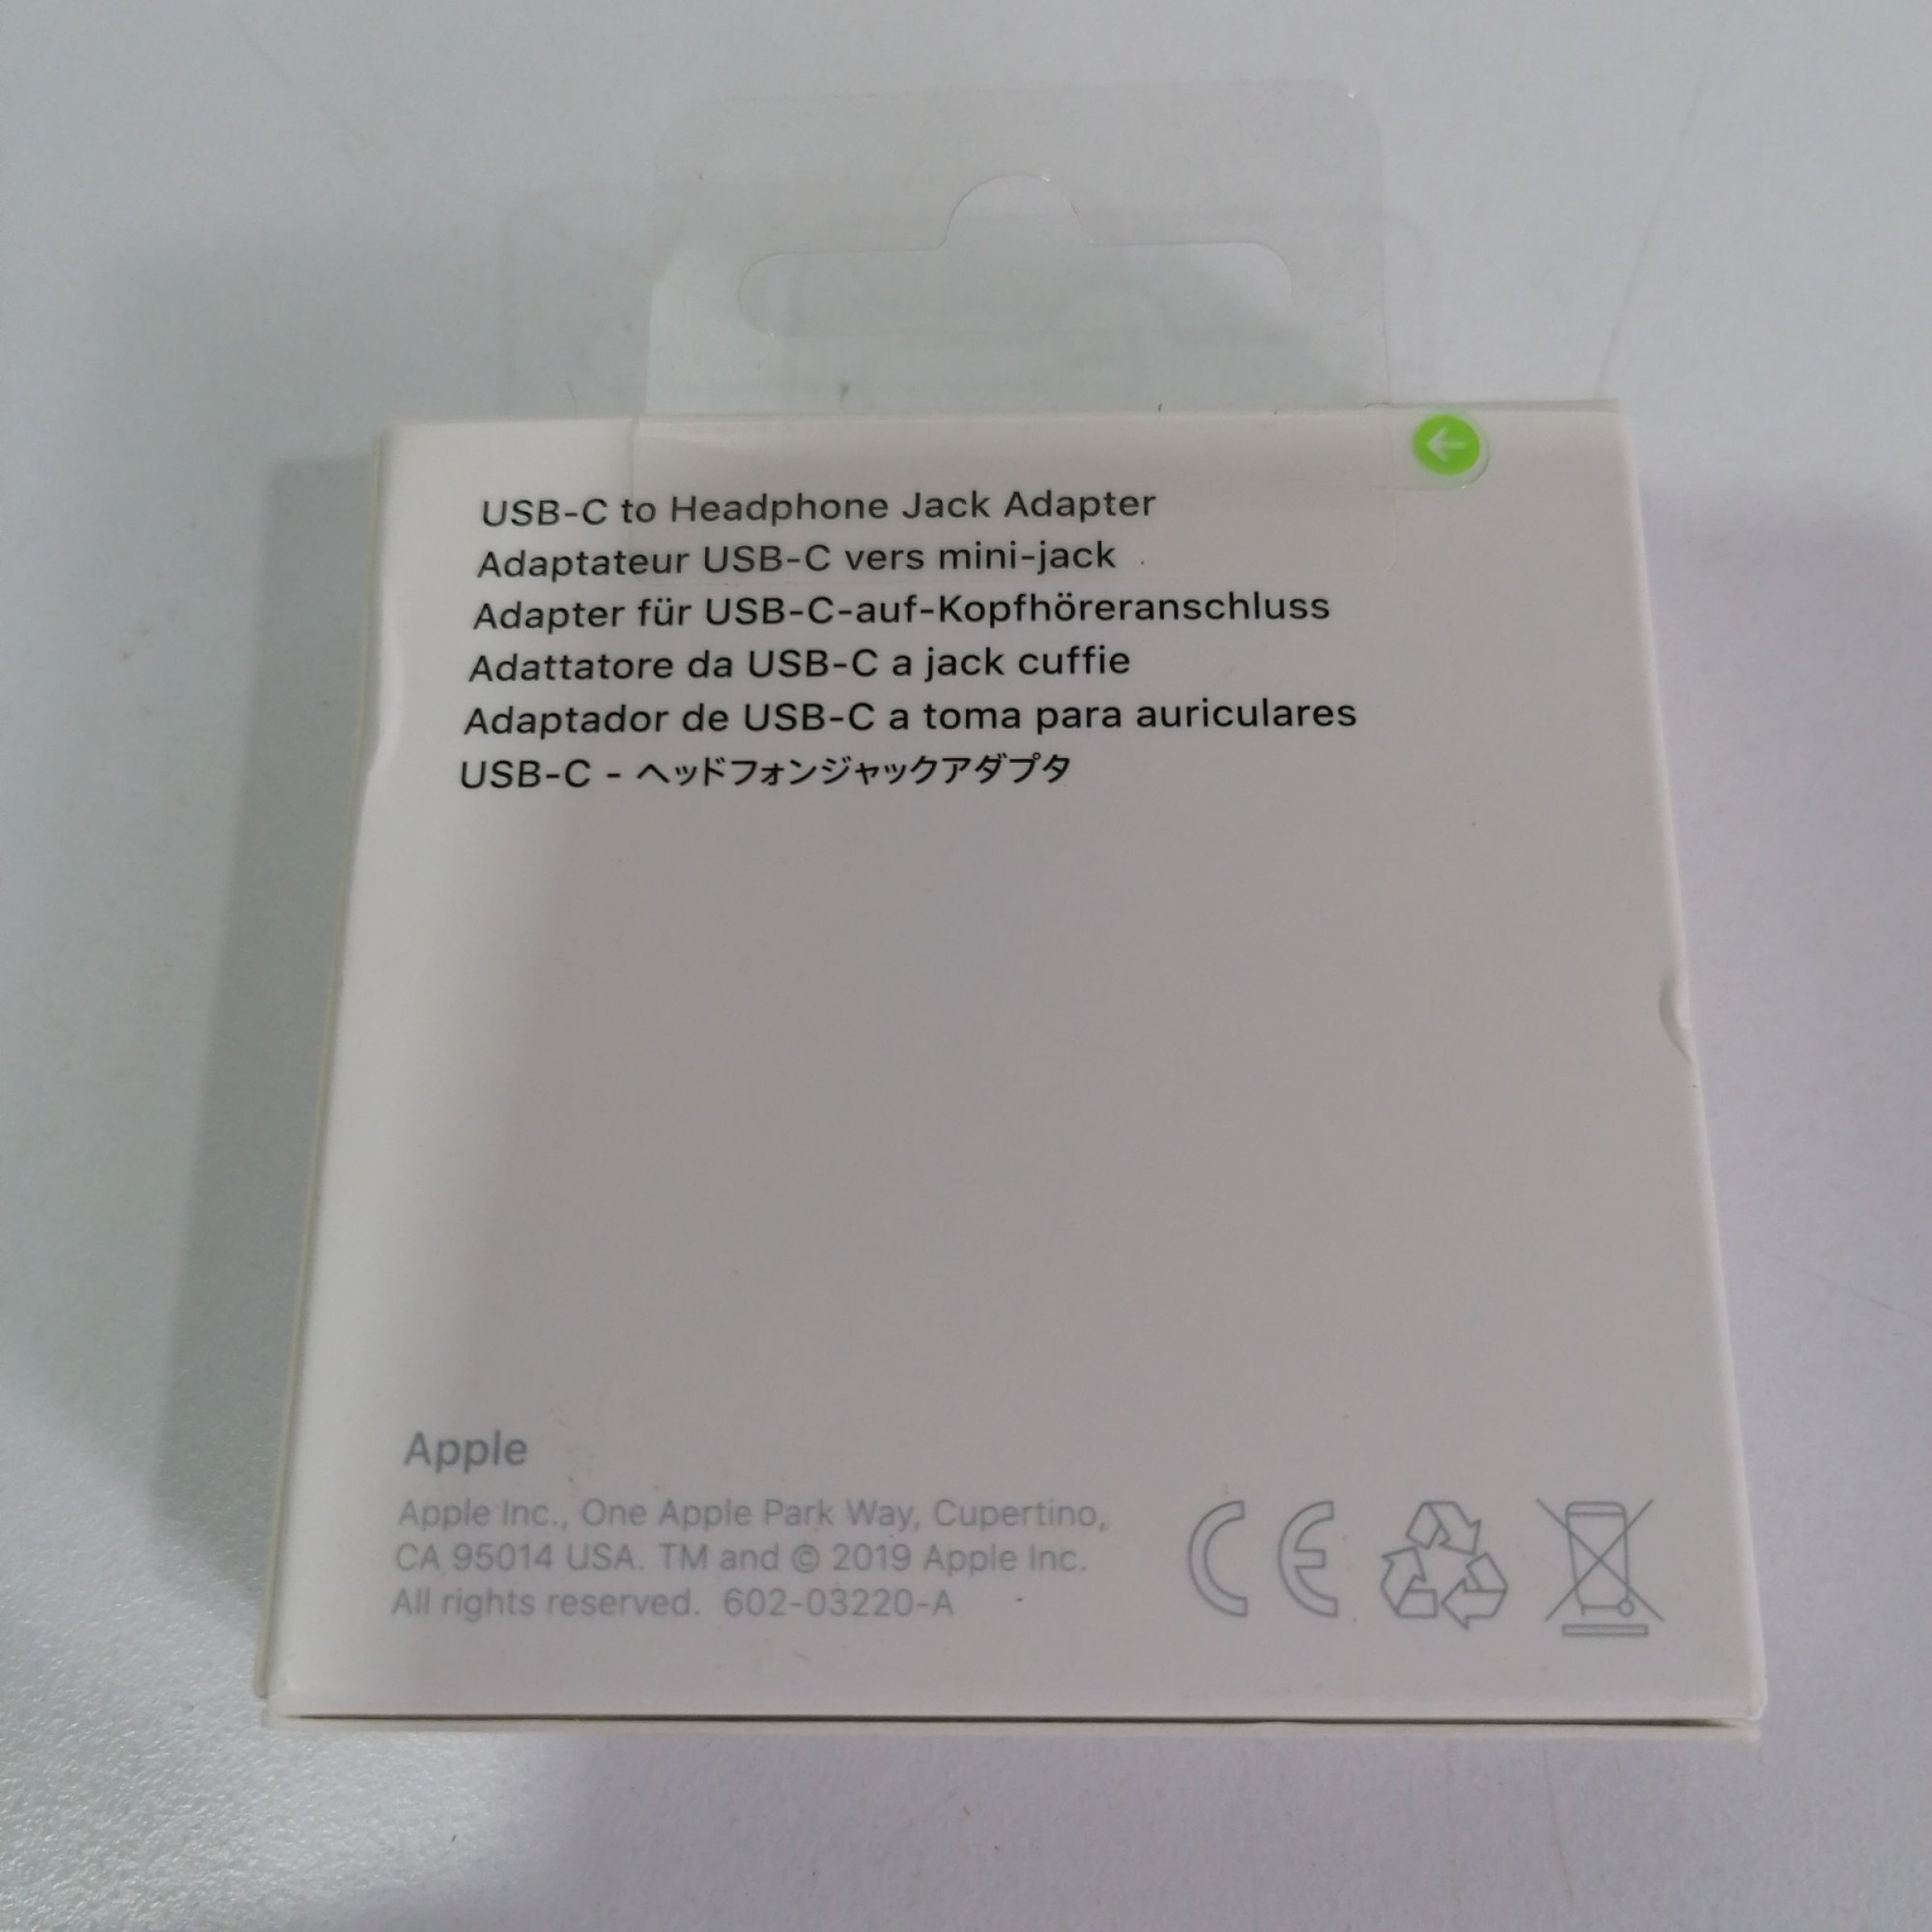 USB-C to Headphone Jack Adapter
Adaptateur USB-C vers mini-jack
Adapter für USB-C-auf-Kopfhöreranschluss
Adattatore da USB-C a jack cuffie
Adaptador de USB-C a toma para auriculares
USB-C - ヘッドフォンジャックアダプタ
Apple
Apple Inc., One Apple Park Way, Cupertino,
CA 95014 USA. TM and © 2019 Apple Inc.
All rights reserved. 602-03220-A
CE